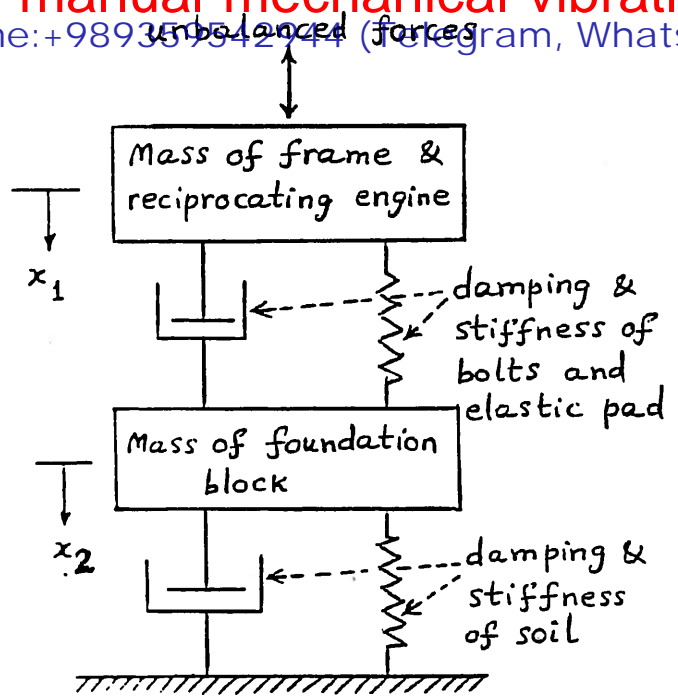 manual mechanical vibrati
ne:+989359542944 (Telegram, Whats
unbalanced forces
Mass of frame &
reciprocating engine
x1
damping &
stiffness of
bolts and
elastic pad
Mass of foundation
block
x2
damping &
stiffness
of soil